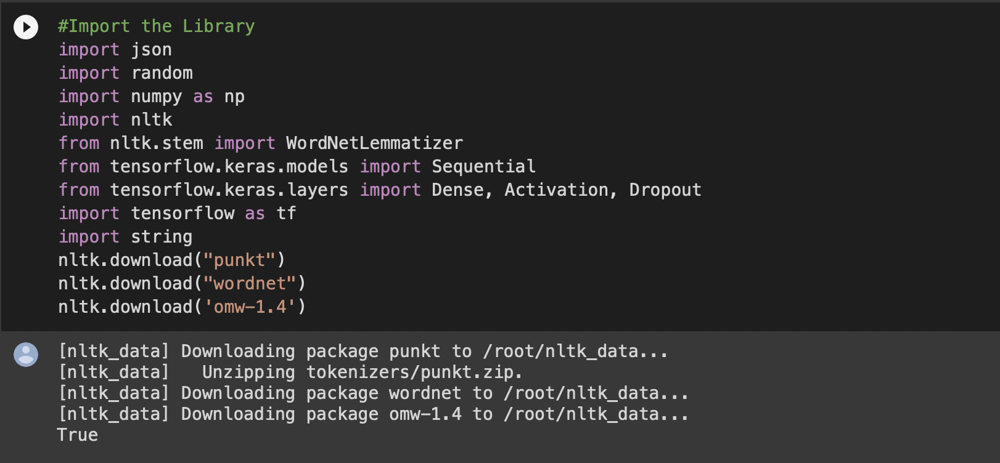 #Import the Library
import json
import random
import numpy as np
import nltk
from nltk.stem import WordNetLemmatizer
from tensorflow.keras.models import Sequential
from tensorflow.keras.layers import Dense, Activation, Dropout
import tensorflow as tf
import string
nltk.download("punkt")
nltk.download("wordnet")
nltk.download('omw-1.4')
[nltk_data] Downloading package punkt to /root/nltk_data...
[nltk_data]   Unzipping tokenizers/punkt.zip.
[nltk_data] Downloading package wordnet to /root/nltk_data...
[nltk_data] Downloading package omw-1.4 to /root/nltk_data...
True